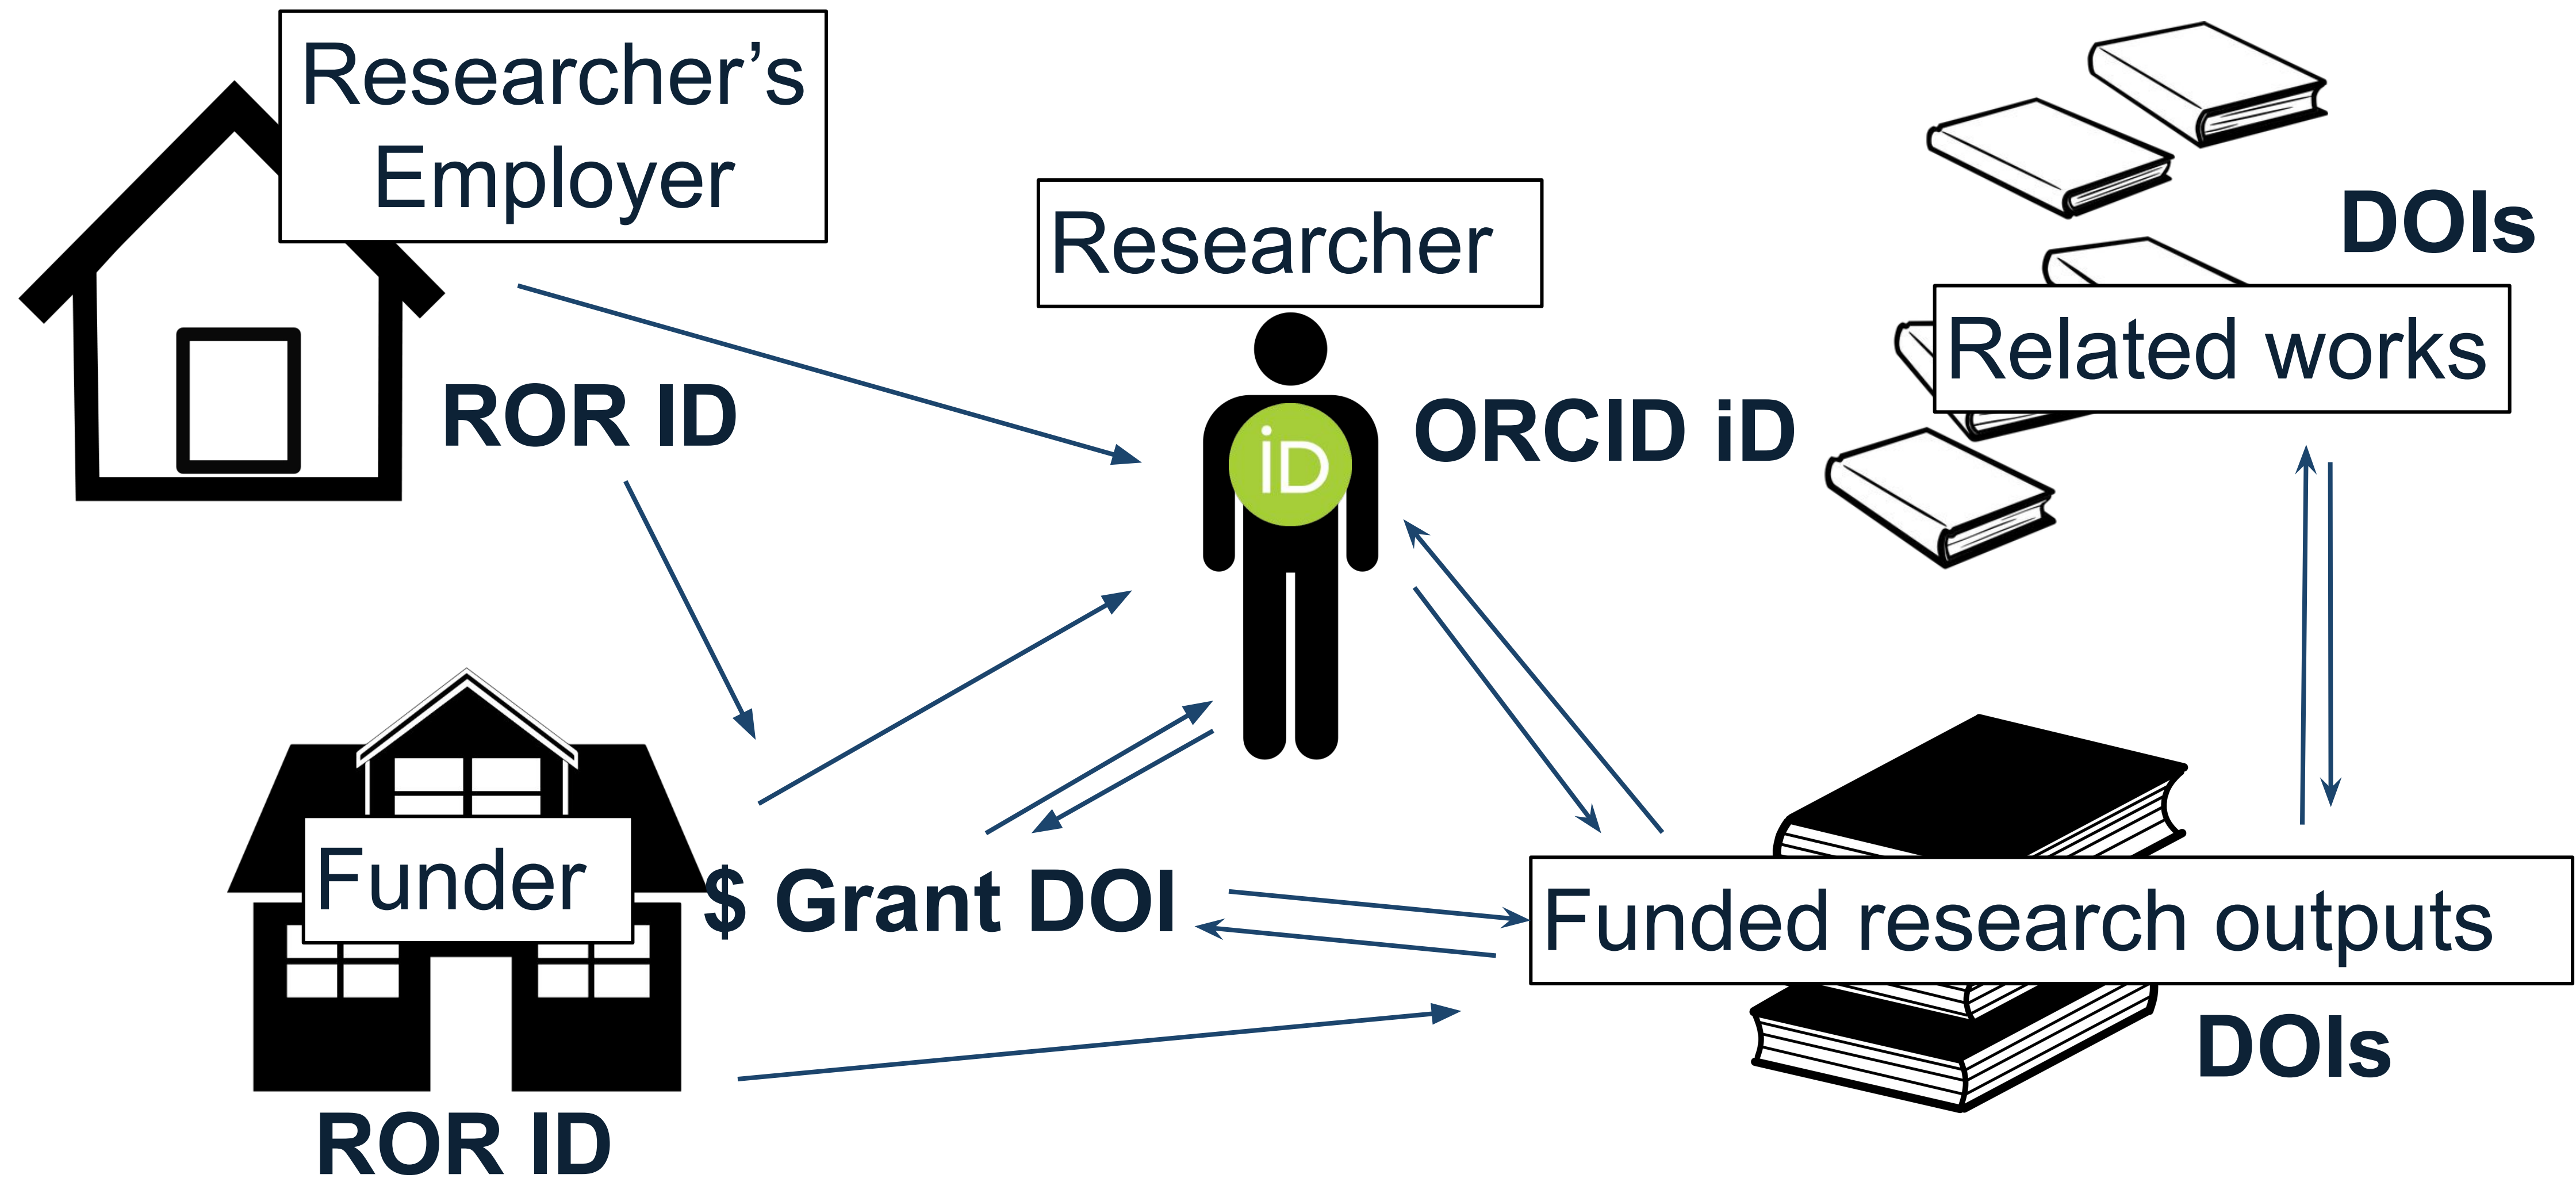 Researcher’s
Employer
ROR ID
Researcher
iD
ORCID iD
DOIs
Related works
Funder
$ Grant DOI
ROR ID
Funded research outputs
DOIs